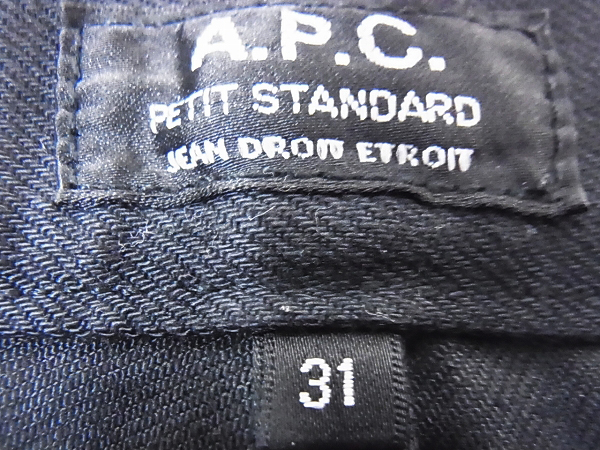 A.P.C.
PETIT STANDARD
JEAN DROIT ETROIT
31